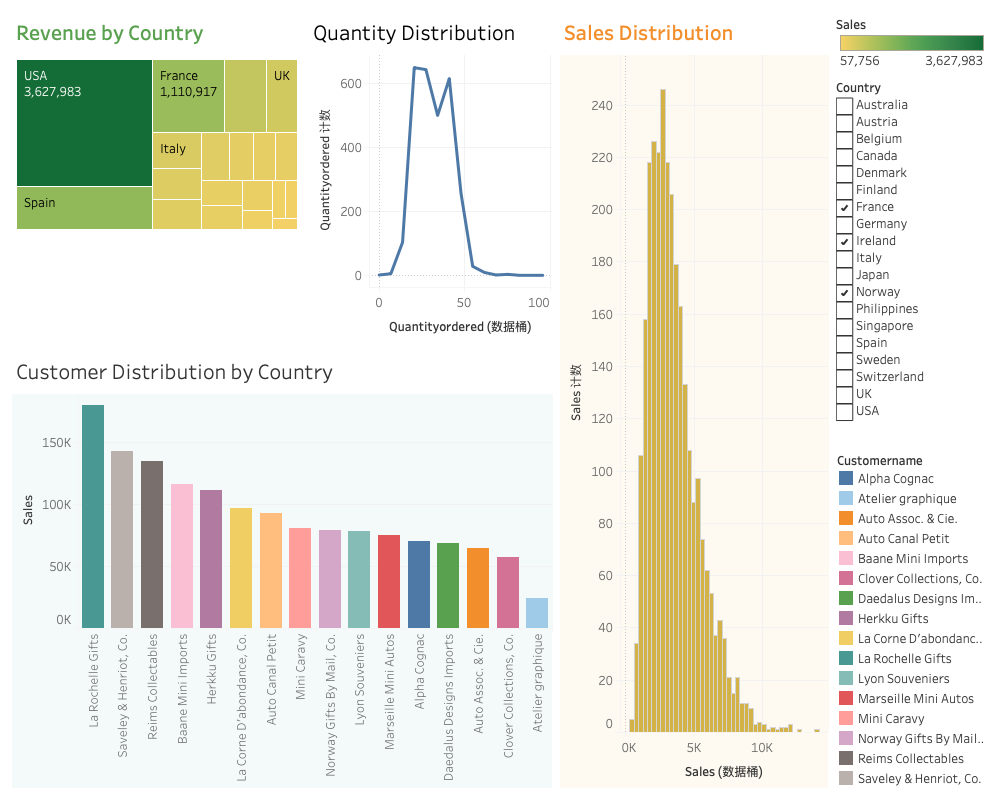 Revenue by Country
USA
3,627,983
France
1,110,917
UK
Italy
Spain
Quantity Distribution
Quantityordered 计数
600
400
200
0
0
50
100
Quantityordered (数据桶)
Customer Distribution by Country
Sales
150K
100K
50K
0K
La Rochelle Gifts
Saveley & Henriot, Co.
Reims Collectables
Baane Mini Imports
Herkku Gifts
La Corne D'abondance, Co.
Auto Canal Petit
Mini Caravy
Norway Gifts By Mail, Co.
Lyon Souveniers
Marseille Mini Autos
Alpha Cognac
Daedalus Designs Imports
Auto Assoc. & Cie.
Clover Collections, Co.
Atelier graphique
Sales Distribution
Sales 计数
240
220
200
180
160
140
120
100
80
60
40
20
0
0K
5K
10K
Sales (数据桶)
Sales
57,756
3,627,983
Country
Australia
Austria
Belgium
Canada
Denmark
Finland
France
Germany
Ireland
Italy
Japan
Norway
Philippines
Singapore
Spain
Sweden
Switzerland
UK
USA
Customername
Alpha Cognac
Atelier graphique
Auto Assoc. & Cie.
Auto Canal Petit
Baane Mini Imports
Clover Collections, Co.
Daedalus Designs Im..
Herkku Gifts
La Corne D'abondanc..
La Rochelle Gifts
Lyon Souveniers
Marseille Mini Autos
Mini Caravy
Norway Gifts By Mail..
Reims Collectables
Saveley & Henriot, Co.